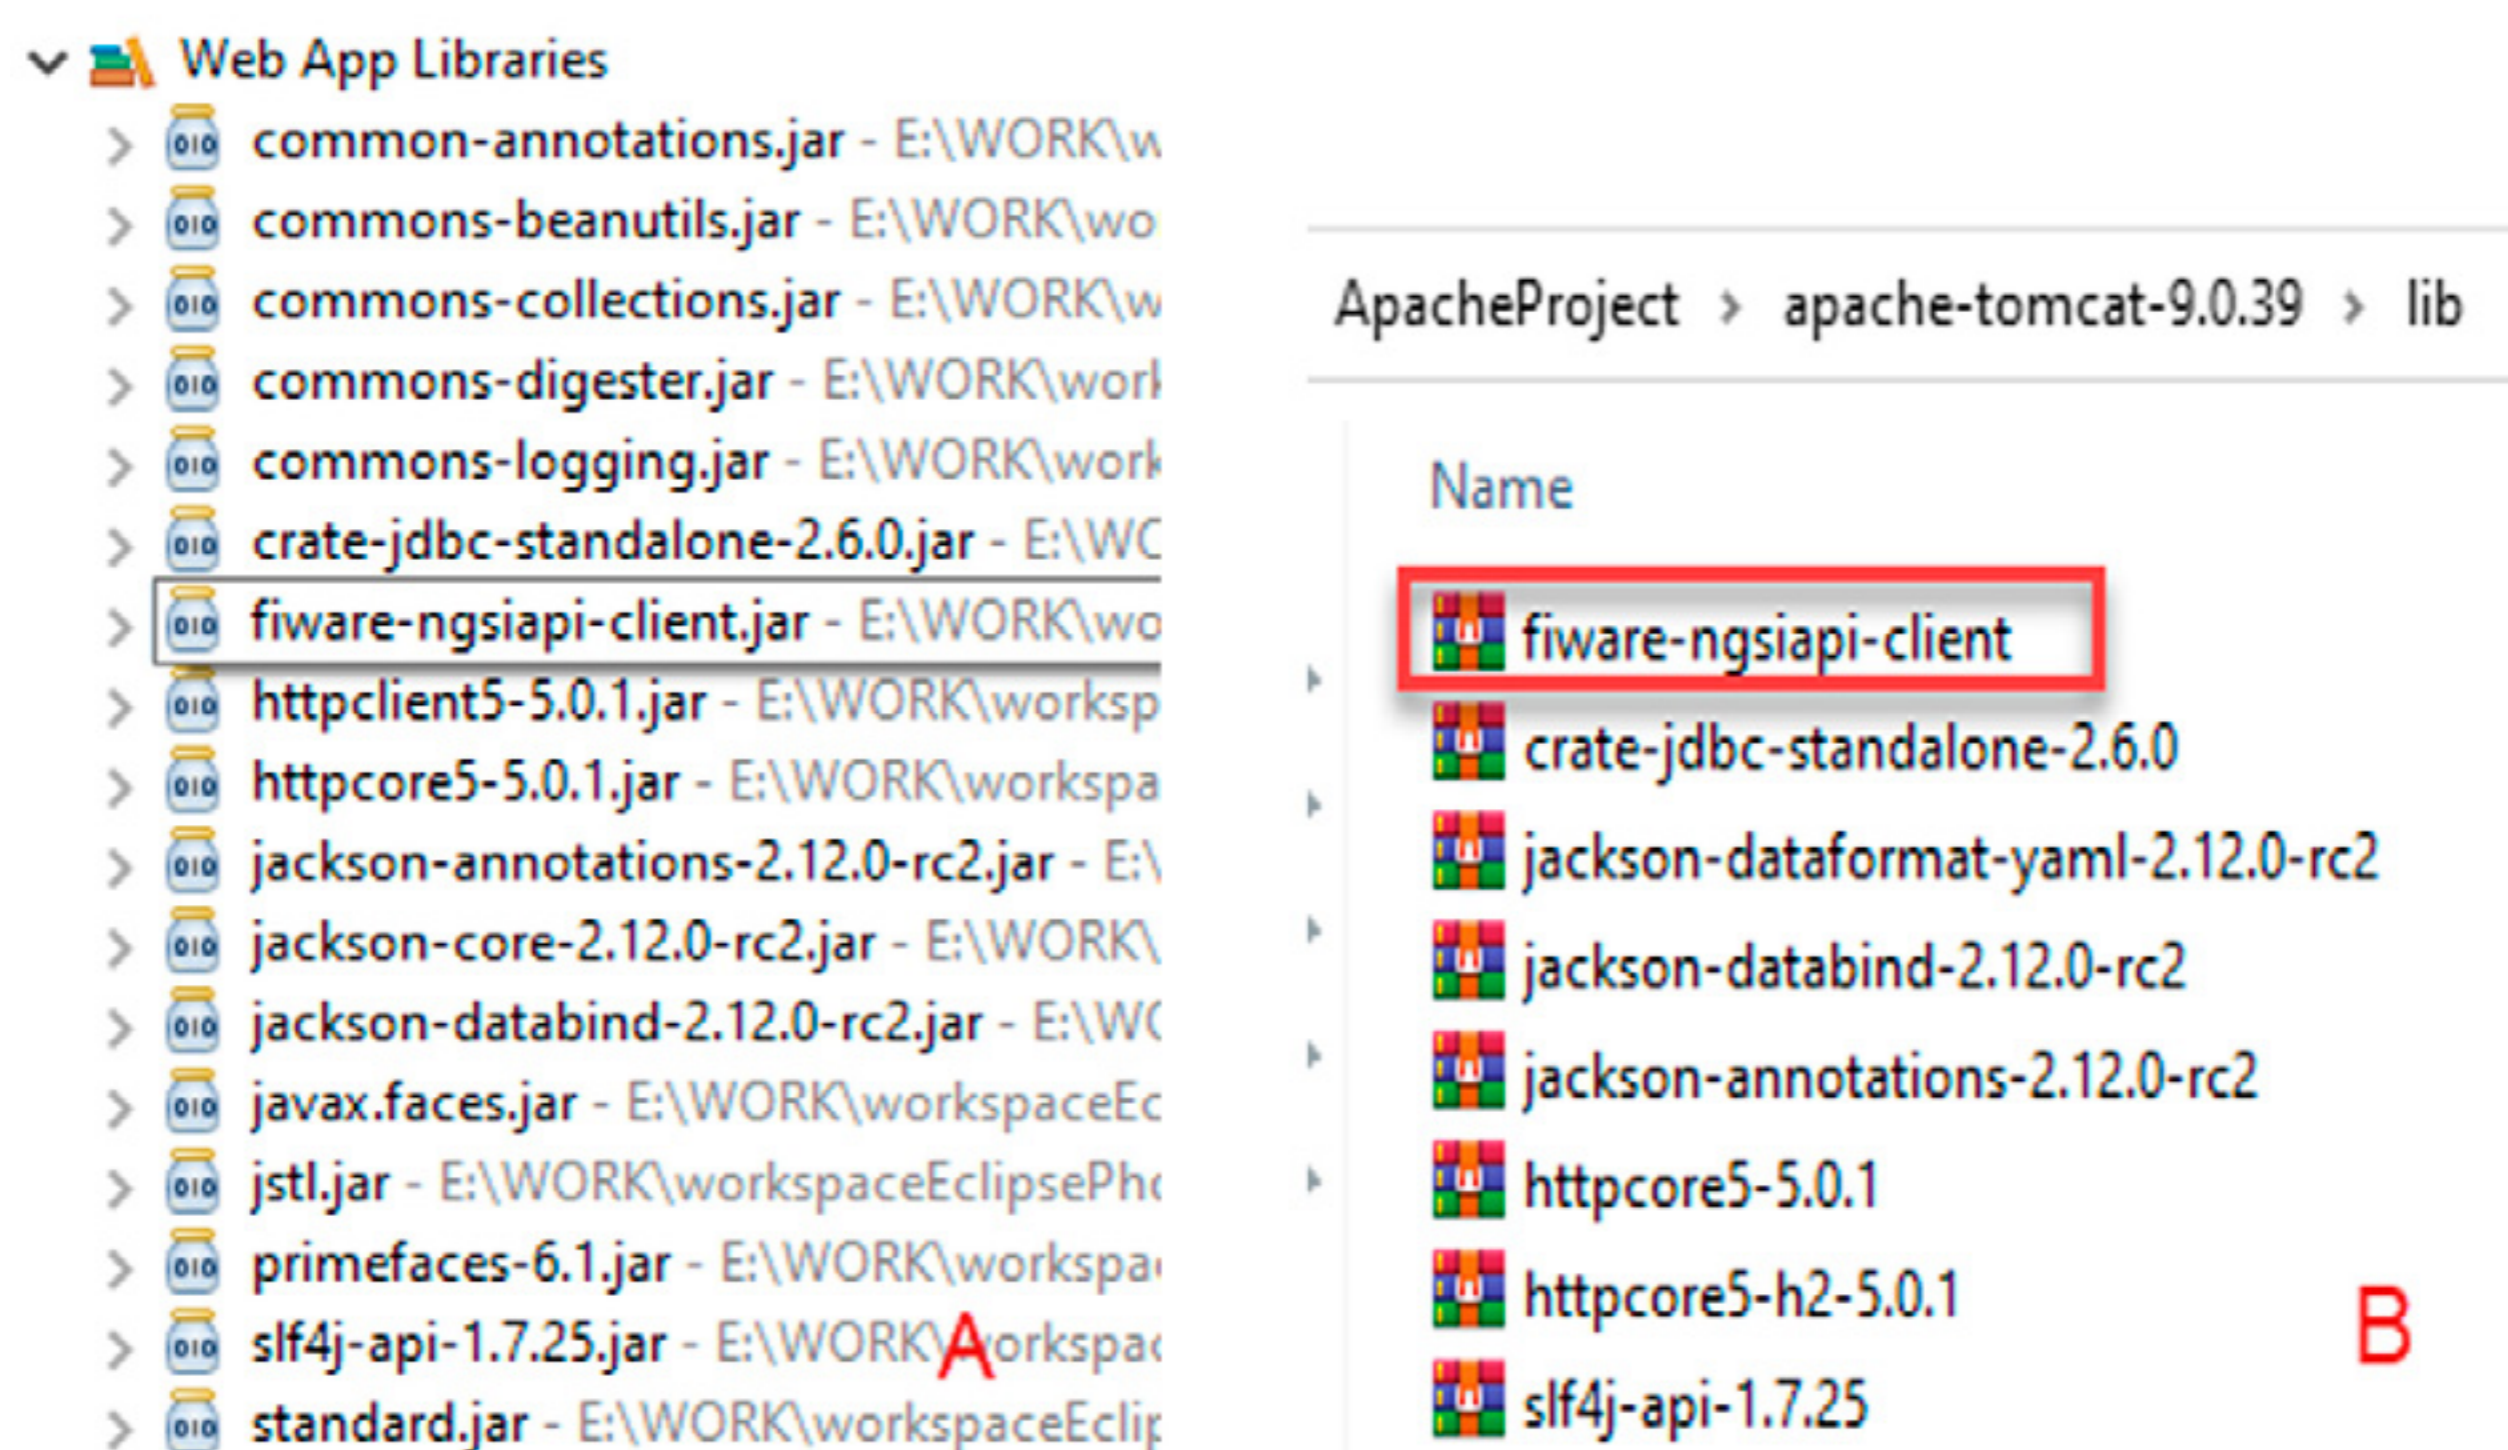 Web App Libraries
common-annotations.jar - E:\WORK\w
commons-beanutils.jar - E:\WORK\wo
commons-collections.jar - E:\WORK\w
commons-digester.jar - E:\WORK\work
commons-logging.jar - E:\WORK\work
crate-jdbc-standalone-2.6.0.jar - E:\WO
fiware-ngsiapi-client.jar - E:\WORK\wo
httpclient5-5.0.1.jar - E:\WORK\worksp
httpcore5-5.0.1.jar - E:\WORK\workspa
jackson-annotations-2.12.0-rc2.jar - E:\
jackson-core-2.12.0-rc2.jar - E:\WORK\
jackson-databind-2.12.0-rc2.jar - E:\WO
javax.faces.jar - E:\WORK\workspaceEc
jstl.jar - E:\WORK\workspaceEclipsePho
primefaces-6.1.jar - E:\WORK\workspa
slf4j-api-1.7.25.jar - E:\WORK\workspac
standard.jar - E:\WORK\workspaceEclip
A
ApacheProject > apache-tomcat-9.0.39 > lib
Name
fiware-ngsiapi-client
crate-jdbc-standalone-2.6.0
jackson-dataformat-yaml-2.12.0-rc2
jackson-databind-2.12.0-rc2
jackson-annotations-2.12.0-rc2
httpcore5-5.0.1
httpcore5-h2-5.0.1
slf4j-api-1.7.25
B